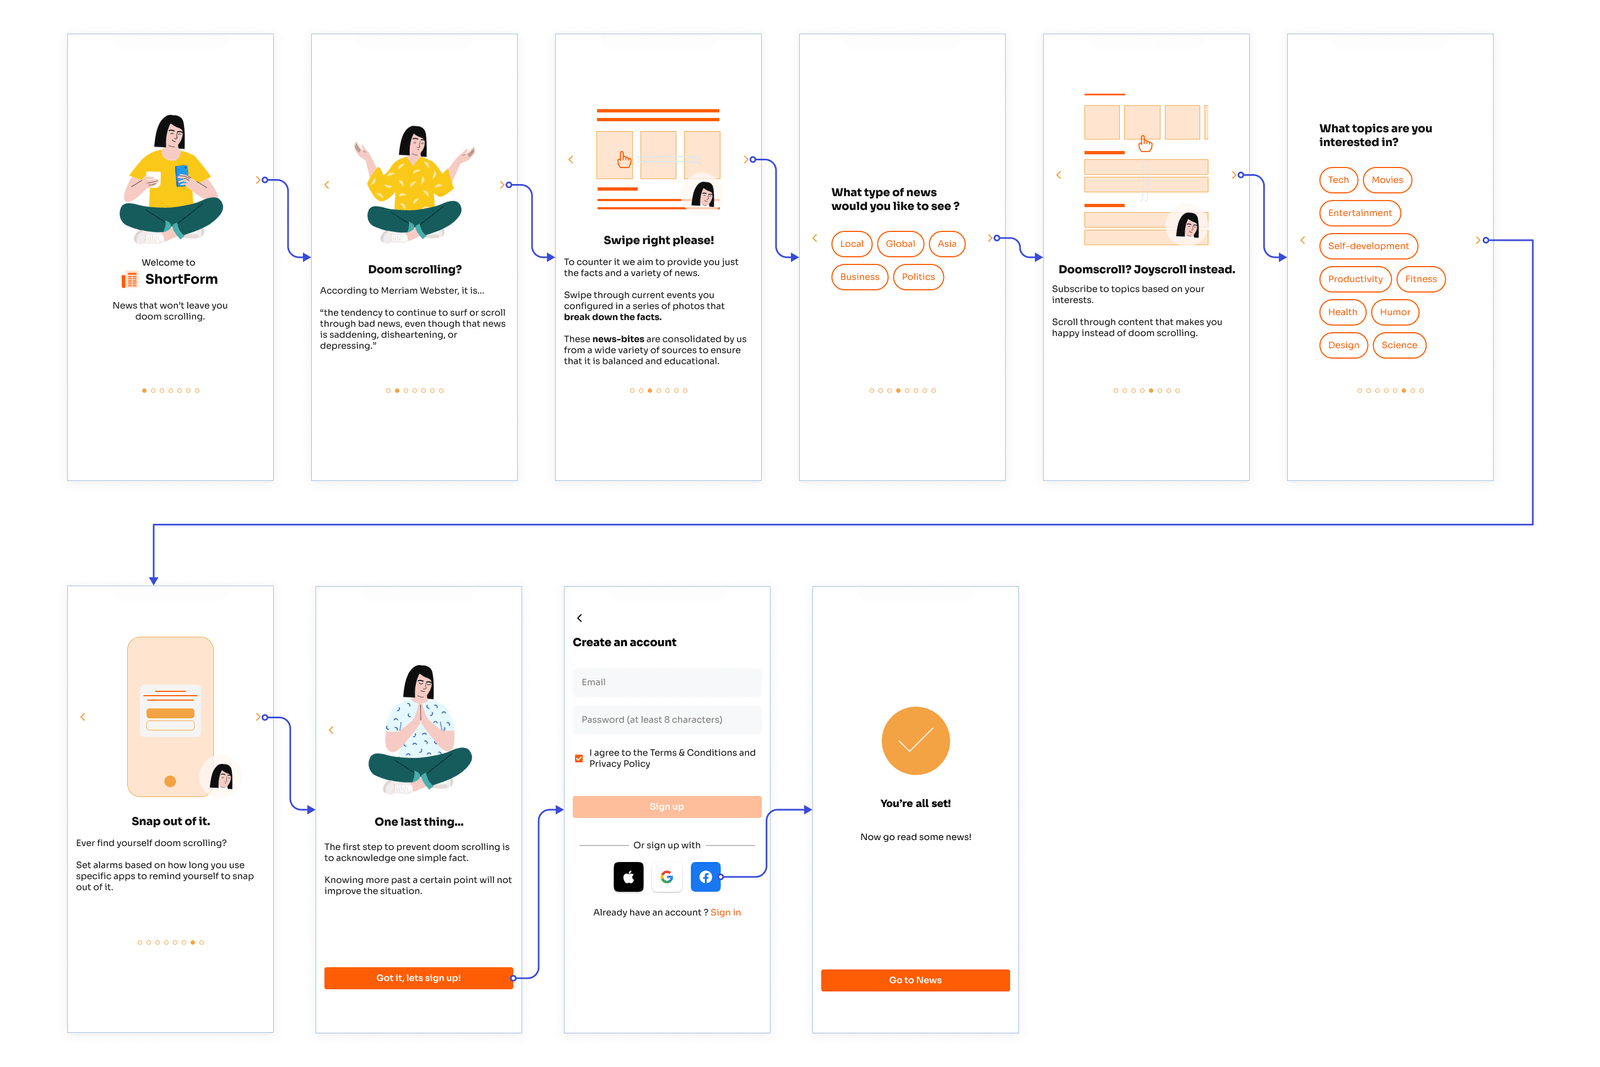 Welcome to
ShortForm
News that won't leave you
doom scrolling.
Doom scrolling?
According to Merriam Webster, it is...
“the tendency to continue to surf or scroll
through bad news, even though that news
is saddening, disheartening, or
depressing.”
Swipe right please!
To counter it we aim to provide you just
the facts and a variety of news.
Swipe through current events you
configured in a series of photos that
break down the facts.
These news-bites are consolidated by us
from a wide variety of sources to ensure
that it is balanced and educational.
What type of news
would you like to see ?
Local Global Asia
Business Politics
Doomscroll? Joyscroll instead.
Subscribe to topics based on your
interests.
Scroll through content that makes you
happy instead of doom scrolling.
What topics are you
interested in?
Tech Movies
Entertainment
Self-development
Productivity Fitness
Health Humor
Design Science
Snap out of it.
Ever find yourself doom scrolling?
Set alarms based on how long you use
specific apps to remind yourself to snap
out of it.
One last thing...
The first step to prevent doom scrolling is
to acknowledge one simple fact.
Knowing more past a certain point will not
improve the situation.
Got it, lets sign up!
Create an account
Email
Password (at least 8 characters)
I agree to the Terms & Conditions and
Privacy Policy
Sign up
Or sign up with
Already have an account ? Sign in
You're all set!
Now go read some news!
Go to News